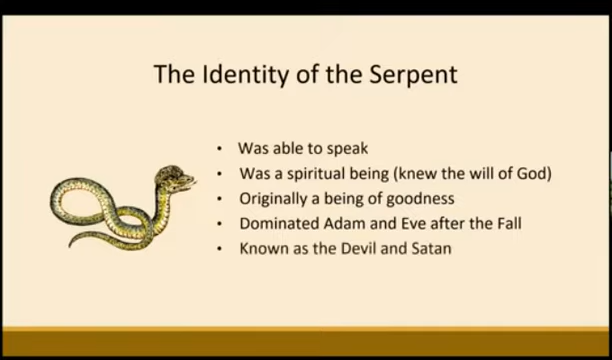 The Identity of the Serpent
• Was able to speak
• Was a spiritual being (knew the will of God)
• Originally a being of goodness
• Dominated Adam and Eve after the Fall
• Known as the Devil and Satan